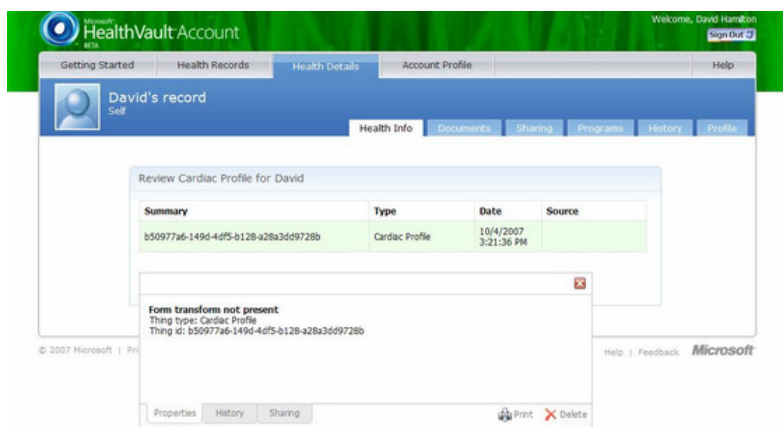 Microsoft®
HealthVault Account
BETA
Welcome, David Hamilton
Sign Out
Getting Started Health Records Health Details Account Profile Help
David's record
Self
Health Info Documents Sharing Programs History Profile
Review Cardiac Profile for David
Summary Type Date Source
b50977a6-149d-4df5-b128-a28a3dd9728b Cardiac Profile 10/4/2007
3:21:36 PM
Form transform not present
Thing type: Cardiac Profile
Thing id: b50977a6-149d-4df5-b128-a28a3dd9728b
© 2007 Microsoft | Pri
Help | Feedback Microsoft
Properties History Sharing Print Delete